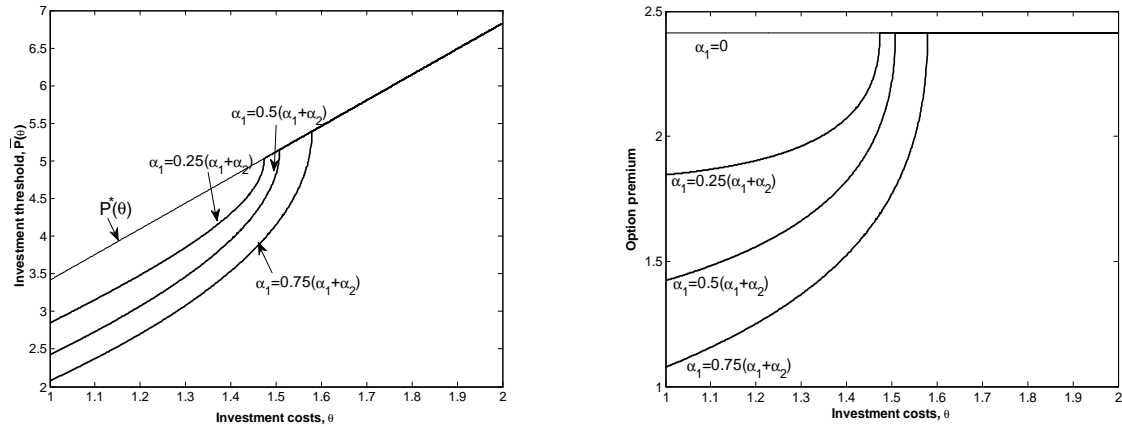 7
6.5
6
5.5
5
4.5
4
3.5
3
2.5
2
Investment threshold, P̅(θ)
α₁=0.5(α₁+α₂)
α₁=0.25(α₁+α₂)
P*(θ)
α₁=0.75(α₁+α₂)
1 1.1 1.2 1.3 1.4 1.5 1.6 1.7 1.8 1.9 2
Investment costs, θ
2.5
2
1.5
1
Option premium
α₁=0
α₁=0.25(α₁+α₂)
α₁=0.5(α₁+α₂)
α₁=0.75(α₁+α₂)
1 1.1 1.2 1.3 1.4 1.5 1.6 1.7 1.8 1.9 2
Investment costs, θ